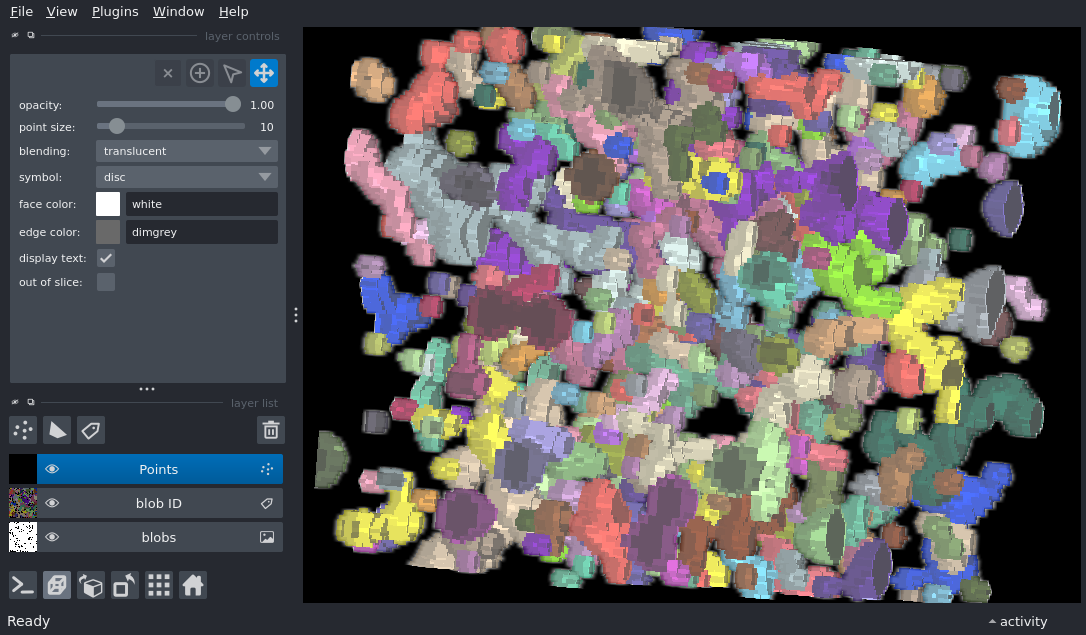 File View Plugins Window Help
layer controls
opacity: 1.00
point size: 10
blending: translucent
symbol: disc
face color: white
edge color: dimgrey
display text:
out of slice:
layer list
Points
blob ID
blobs
Ready activity